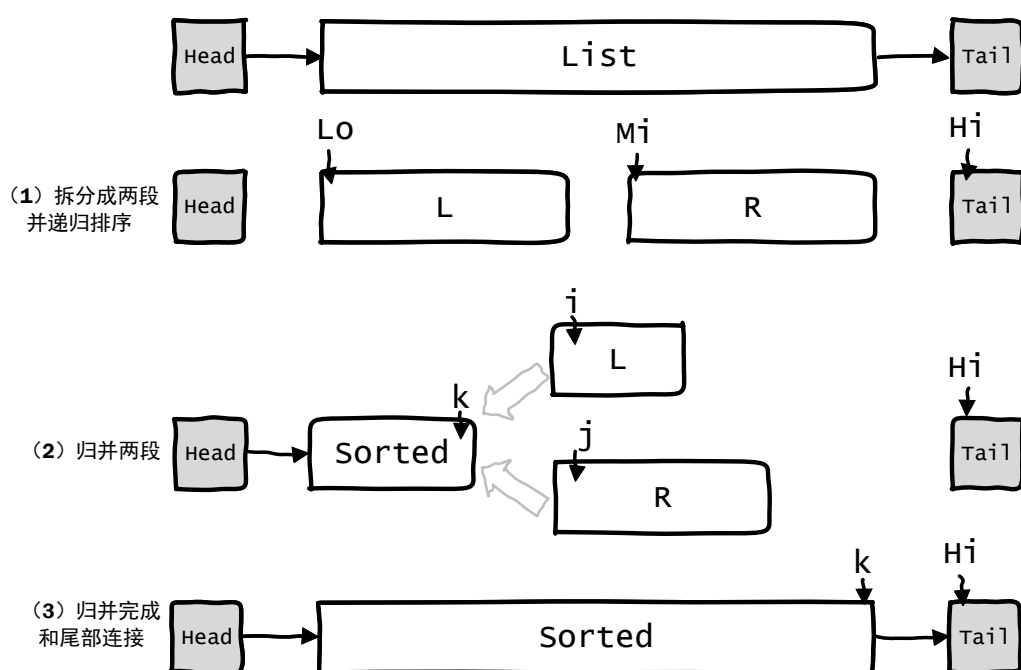 Head
List
Tail
Lo
Mi
Hi
（1）拆分成两段
并递归排序
Head
L
R
Tail
i
L
Hi
k
（2）归并两段
Head
Sorted
j
R
Tail
k
Hi
（3）归并完成
和尾部连接
Head
Sorted
Tail